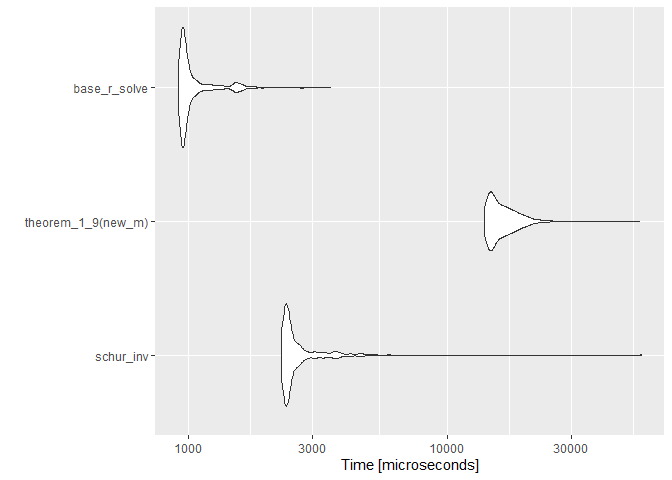 base_r_solve
theorem_1_9(new_m)
schur_inv
1000 3000 10000 30000
Time [microseconds]